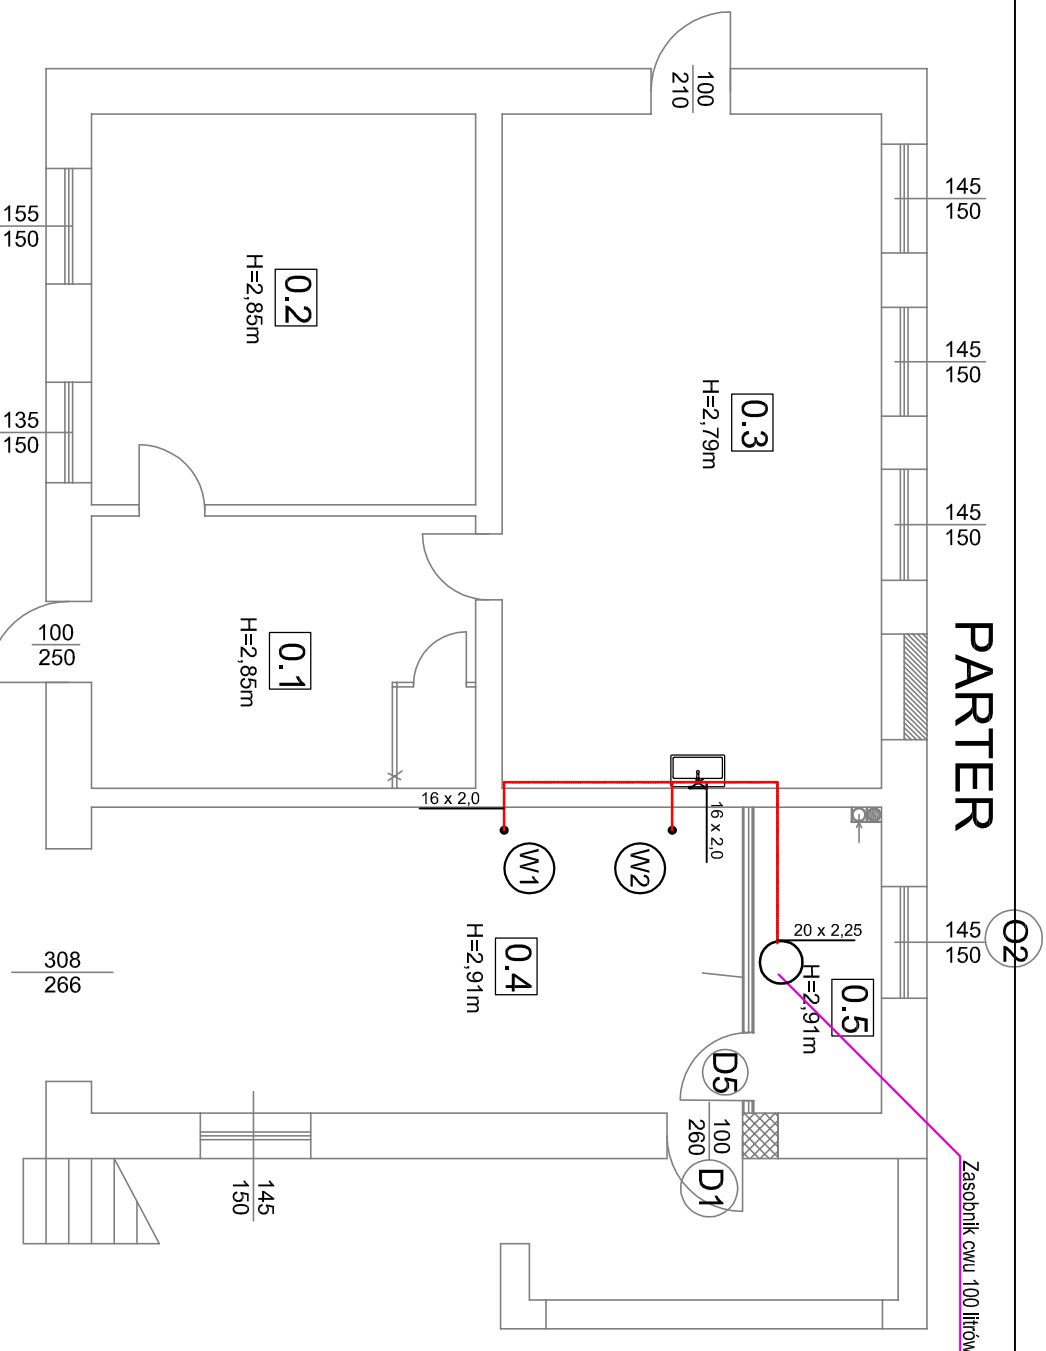 PARTER
O2
145
150
145
150
145
150
145
150
100
210
0.3
H=2,79m
0.2
H=2,85m
155
150
135
150
100
250
0.1
H=2,85m
16 x 2,0
16 x 2,0
W1
W2
20 x 2,25
0.5
H=2,91m
0.4
H=2,91m
308
266
D5
100
260
D1
145
150
Zasobnik cwu 100 litrów